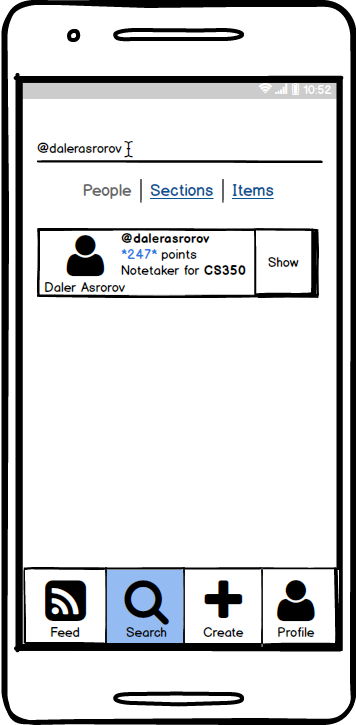 10:52
@dalerasrorov
People | Sections | Items
@dalerasrorov
*247* points
Notetaker for CS350
Daler Asrorov
Show
Feed Search Create Profile